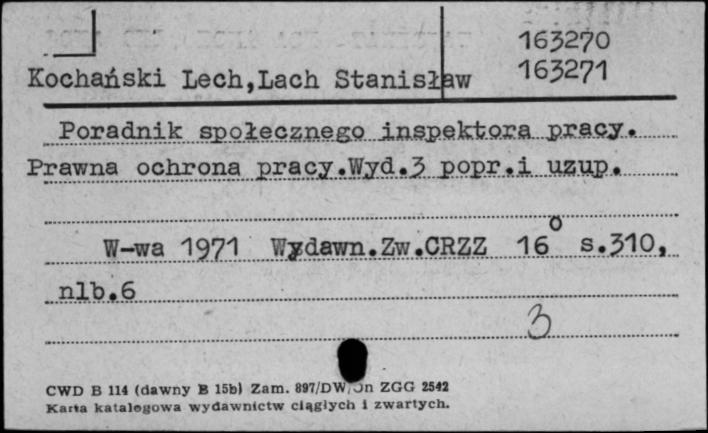 163270
Kochański Lech,Lach Stanisław 163271
Poradnik społecznego inspektora pracy.
Prawna ochrona pracy.Wyd.3 popr.i uzup.
W-wa 1971 Wydawn.Zw.CRZZ 16o s.310,
nlb.6
3
CWD B 114 (dawny B 15b) Zam. 897/DW/Jn ZGG 2542
Karta katalogowa wydawnictw ciągłych i zwartych.